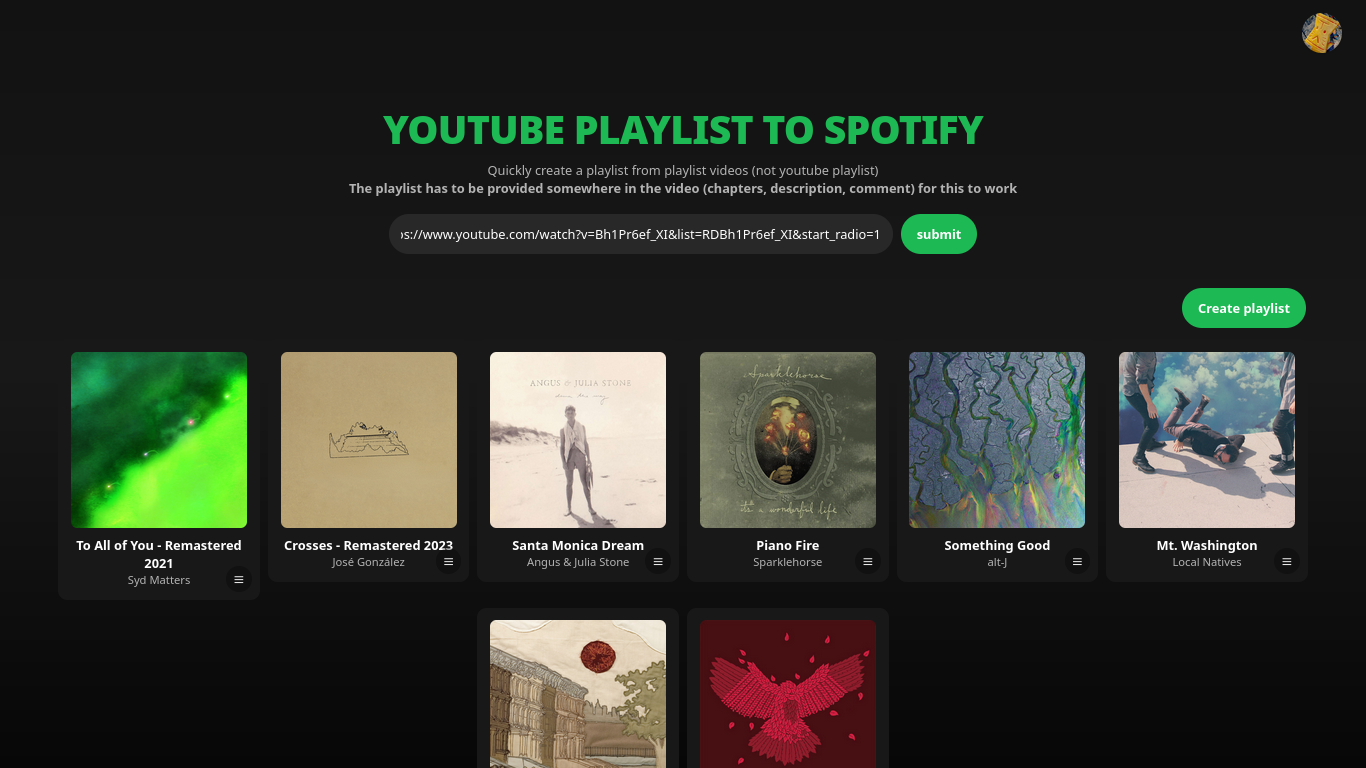 YOUTUBE PLAYLIST TO SPOTIFY
Quickly create a playlist from playlist videos (not youtube playlist)
The playlist has to be provided somewhere in the video (chapters, description, comment) for this to work
os://www.youtube.com/watch?v=Bh1Pr6ef_XI&list=RDBh1Pr6ef_XI&start_radio=1
submit
Create playlist
ANGUS & JULIA STONE
down the way
Sparklehorse
it's a wonderful life
To All of You - Remastered
2021
Syd Matters
Crosses - Remastered 2023
José González
Santa Monica Dream
Angus & Julia Stone
Piano Fire
Sparklehorse
Something Good
alt-J
Mt. Washington
Local Natives